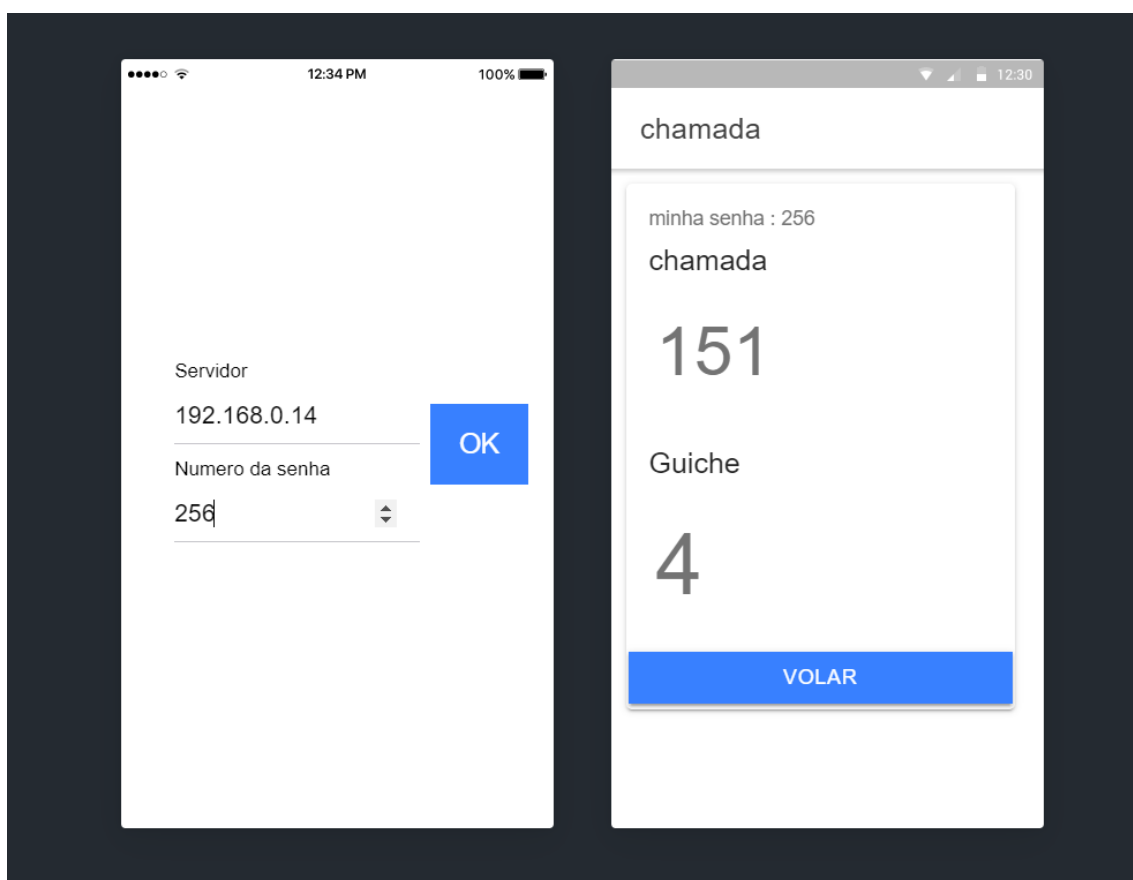 12:34 PM 100%
Servidor
192.168.0.14
OK
Numero da senha
256
12:30
chamada
minha senha : 256
chamada
151
Guiche
4
VOLAR